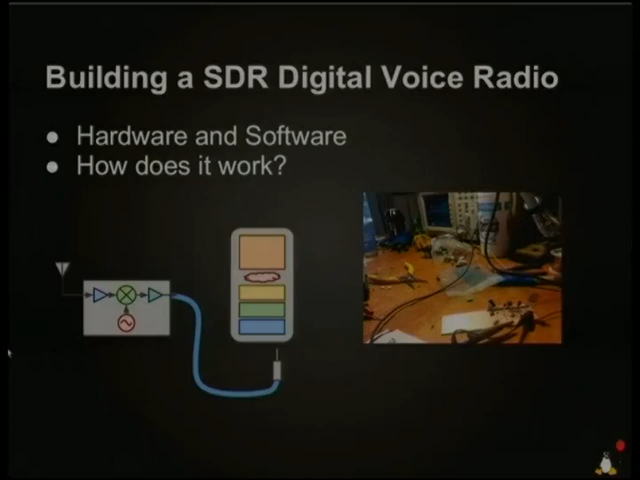 Building a SDR Digital Voice Radio
● Hardware and Software
● How does it work?